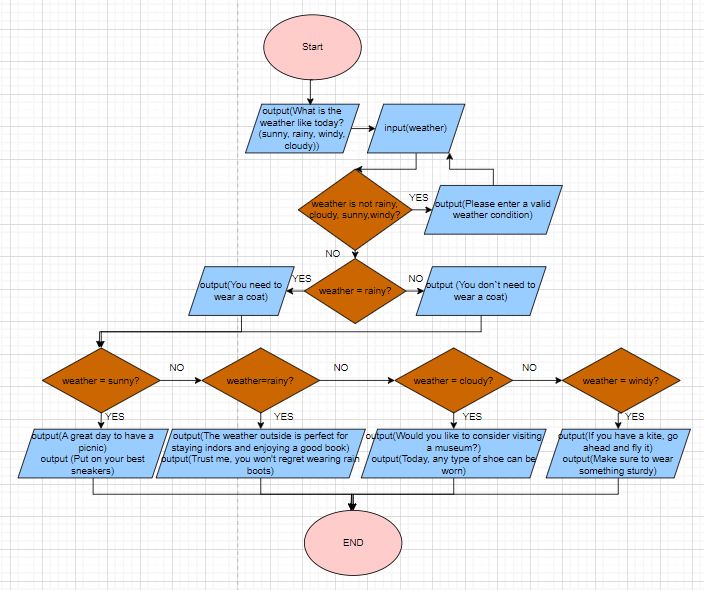 Start
output(What is the
weather like today?
(sunny, rainy, windy,
cloudy))
input(weather)
weather is not rainy,
cloudy, sunny,windy?
YES
output(Please enter a valid
weather condition)
NO
output(You need to
wear a coat)
YES
weather = rainy?
NO
output (You don`t need to
wear a coat)
weather = sunny?
NO
weather=rainy?
NO
weather = cloudy?
NO
weather = windy?
YES
YES
YES
YES
output(A great day to have a
picnic)
output (Put on your best
sneakers)
output(The weather outside is perfect for
staying indors and enjoying a good book)
output(Trust me, you won't regret wearing rain
boots)
output(Would you like to consider visiting
a museum?)
output(Today, any type of shoe can be
worn)
output(If you have a kite, go
ahead and fly it)
output(Make sure to wear
something sturdy)
END